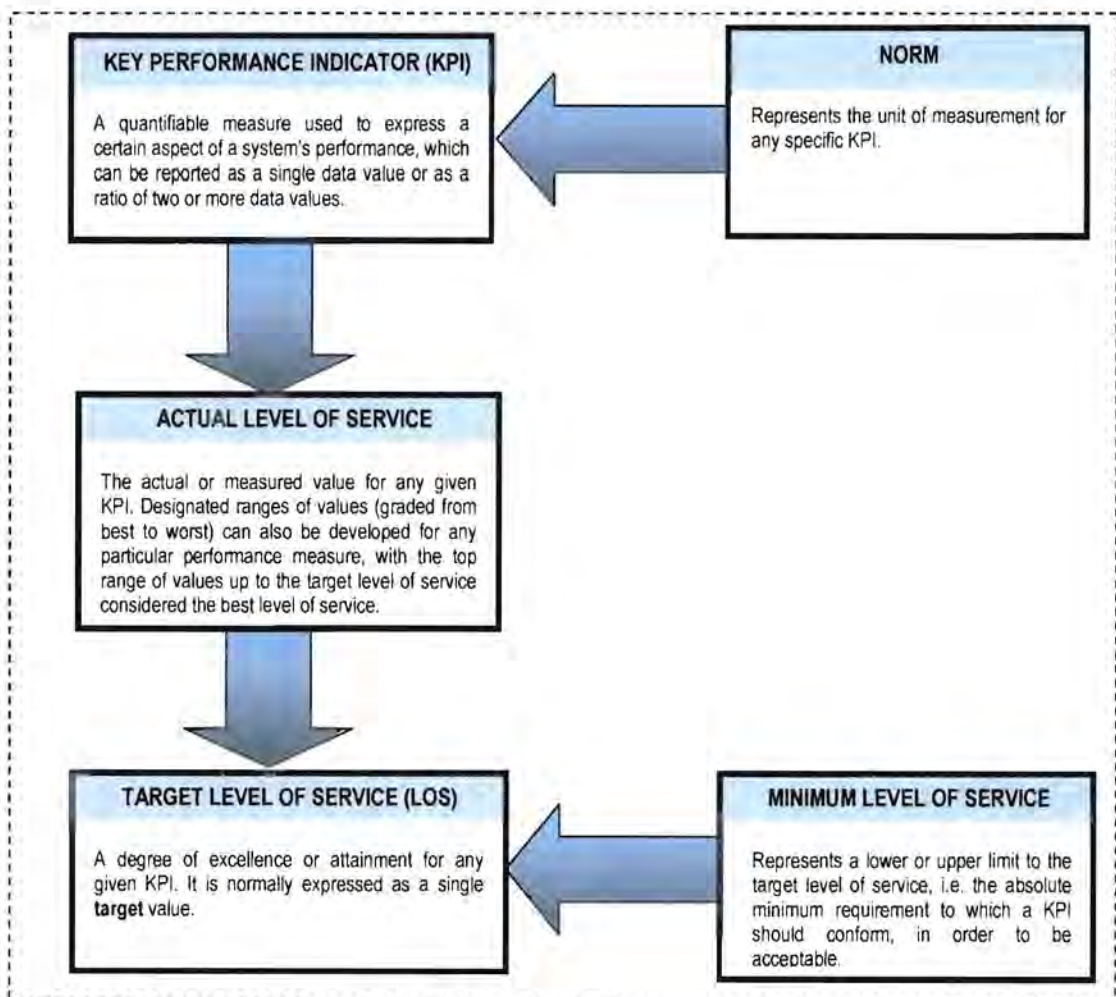 KEY PERFORMANCE INDICATOR (KPI)
A quantifiable measure used to express a
certain aspect of a system's performance, which
can be reported as a single data value or as a
ratio of two or more data values.
NORM
Represents the unit of measurement for
any specific KPI.
ACTUAL LEVEL OF SERVICE
The actual or measured value for any given
KPI. Designated ranges of values (graded from
best to worst) can also be developed for any
particular performance measure, with the top
range of values up to the target level of service
considered the best level of service.
TARGET LEVEL OF SERVICE (LOS)
A degree of excellence or attainment for any
given KPI. It is normally expressed as a single
target value.
MINIMUM LEVEL OF SERVICE
Represents a lower or upper limit to the
target level of service, i.e. the absolute
minimum requirement to which a KPI
should conform, in order to be
acceptable.